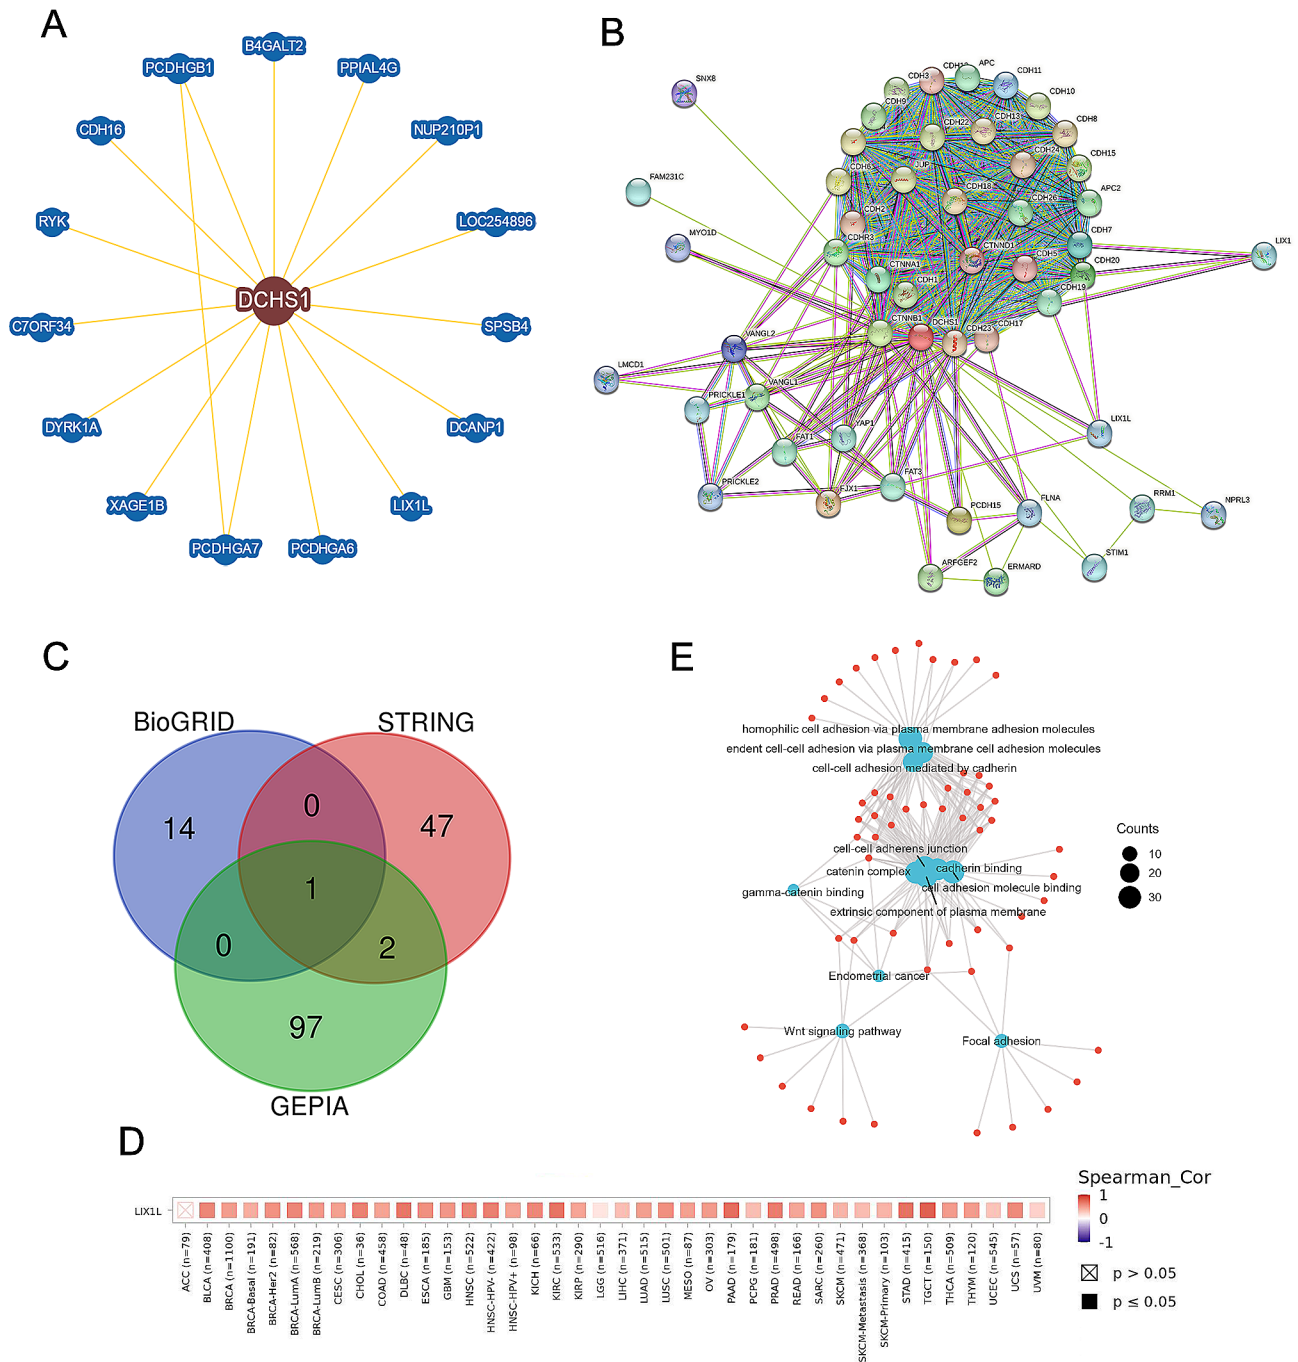 A
B4GALT2
PCDHGB1
PPIAL4G
CDH16
NUP210P1
RYK
LOC254896
DCHS1
C7ORF34
SPSB4
DYRK1A
DCANP1
XAGE1B
LIX1L
PCDHGA7
PCDHGA6
B
SNX8
FAM231C
MYO1D
LMCD1
CDH3
APC
CDH11
CDH10
CDH9
CDH22
CDH13
CDH8
CDH6
JUP
CDH24
CDH15
CDH18
CDH26
APC2
CDH2
CDHR3
CTNND1
CDH7
CDH5
CDH20
CTNNA1
CDH1
CDH19
LIX1
CTNNB1
DCHS1
CDH23
CDH17
VANGL2
VANGL1
PRICKLE1
YAP1
FAT1
LIX1L
PRICKLE2
FJX1
FAT3
PCDH15
FLNA
RRM1
NPRL3
STIM1
ARFGEF2
ERMARD
C
BioGRID
STRING
0
14
47
1
0
2
97
GEPIA
E
homophilic cell adhesion via plasma membrane adhesion molecules
endent cell-cell adhesion via plasma membrane cell adhesion molecules
cell-cell adhesion mediated by cadherin
cell-cell adherens junction
catenin complex
cadherin binding
gamma-catenin binding
cell adhesion molecule binding
extrinsic component of plasma membrane
Endometrial cancer
Wnt signaling pathway
Focal adhesion
Counts
10
20
30
D
LIX1L
ACC (n=79)
BLCA (n=408)
BRCA (n=1100)
BRCA-Basal (n=191)
BRCA-Her2 (n=82)
BRCA-LumA (n=568)
BRCA-LumB (n=219)
CESC (n=306)
CHOL (n=36)
COAD (n=458)
DLBC (n=48)
ESCA (n=185)
GBM (n=153)
HNSC (n=522)
HNSC-HPV- (n=422)
HNSC-HPV+ (n=98)
KICH (n=66)
KIRC (n=533)
KIRP (n=290)
LGG (n=516)
LIHC (n=371)
LUAD (n=515)
LUSC (n=501)
MESO (n=87)
OV (n=303)
PAAD (n=179)
PCPG (n=181)
PRAD (n=498)
READ (n=166)
SARC (n=260)
SKCM (n=471)
SKCM-Metastasis (n=368)
SKCM-Primary (n=103)
STAD (n=415)
TGCT (n=150)
THCA (n=509)
THYM (n=120)
UCEC (n=545)
UCS (n=57)
UVM (n=80)
Spearman_Cor
1
0
-1
p > 0.05
p ≤ 0.05